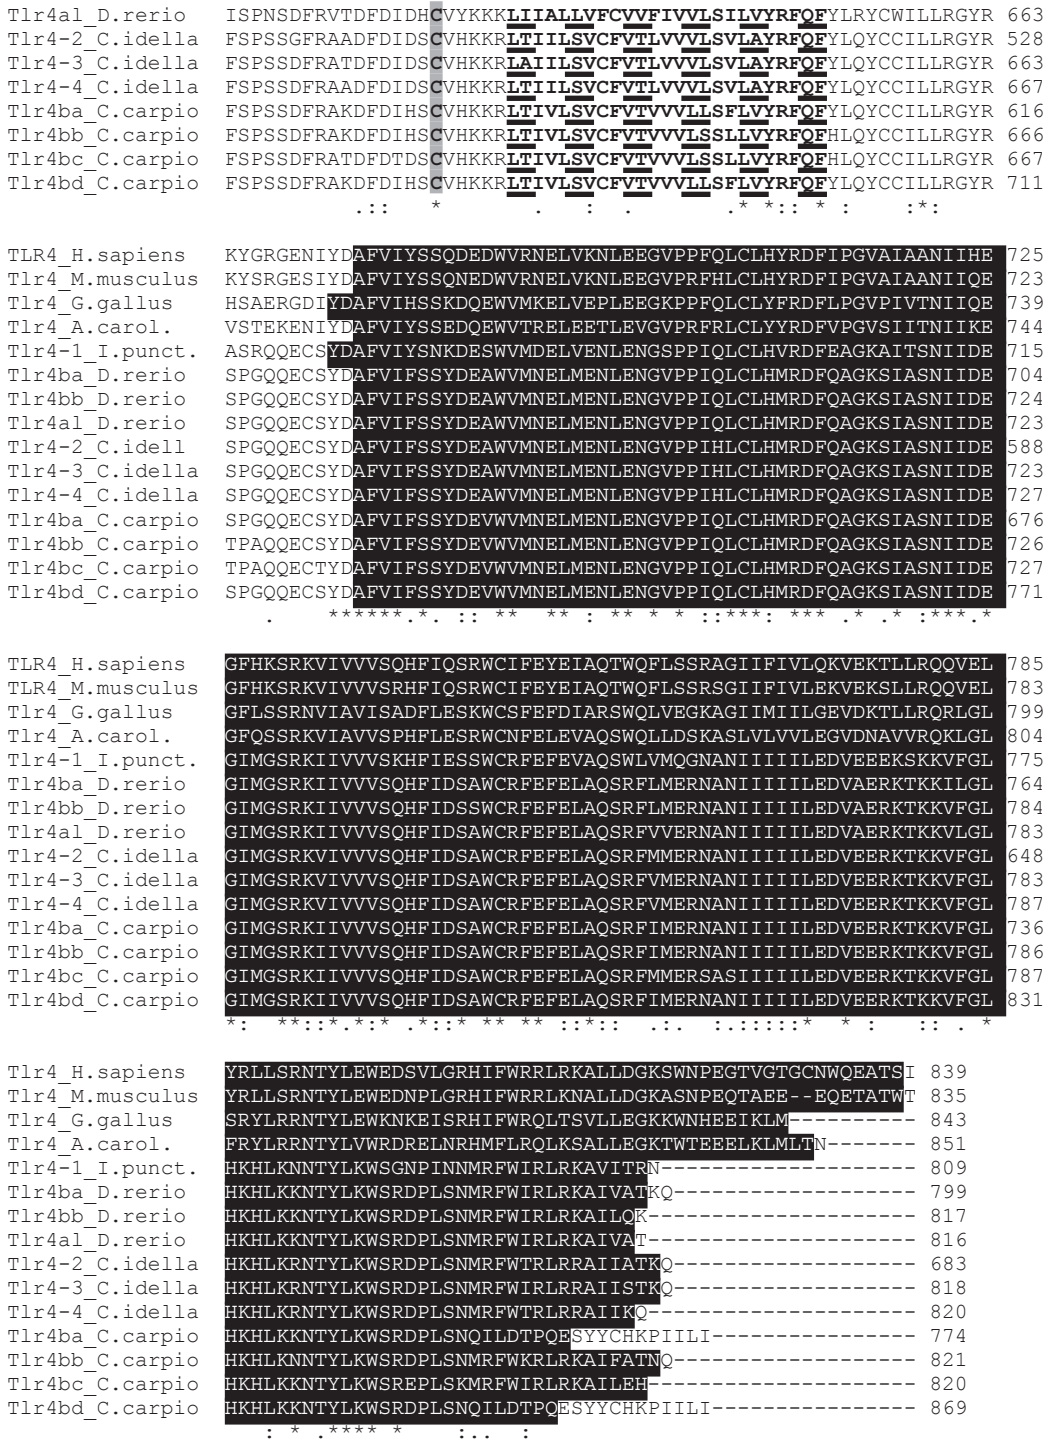 Tlr4al_D.rerio ISPNSDFRVTDFDIDHCVYKKKLIIALLVFCVVFIVVLSILVYRFQFYLRYCWILLRGYR 663
Tlr4-2_C.idella FSPSSGFRAADFDIDSCVHKKRLTIILSVCFVTLVVVLSVLAYRFQFYLQYCCILLRGYR 528
Tlr4-3_C.idella FSPSSDFRATDFDIDSCVHKKRLAIILSVCFVTLVVVLSVLAYRFQFYLQYCCILLRGYR 663
Tlr4-4_C.idella FSPSSDFRAADFDIDSCVHKKRLTIILSVCFVTLVVVLSVLAYRFQFYLQYCCILLRGYR 667
Tlr4ba_C.carpio FSPSSDFRAKDFDIHSCVHKKRLTIVLSVCFVTVVVLLSFLVYRFQFYLQYCCILLRGYR 616
Tlr4bb_C.carpio FSPSSDFRAKDFDIHSCVHKKRLTIVLSVCFVTVVVLSSLLVYRFQFHLQYCCILLRGYR 666
Tlr4bc_C.carpio FSPSSDFRATDFDTDSCVHKKRLTIVLSVCFVTVVVLSSLLVYRFQFHLQYCCILLRGYR 667
Tlr4bd_C.carpio FSPSSDFRAKDFDIHSCVHKKRLTIVLSVCFVTVVVLLSFLVYRFQFYLQYCCILLRGYR 711
.:: * . : . .* *:: * : :*:
TLR4_H.sapiens KYGRGENIYDAFVIYSSQDEDWVRNELVKNLEEGVPPFQLCLHYRDFIPGVAIAANIIHE 725
TLR4_M.musculus KYSRGESIYDAFVIYSSQNEDWVRNELVKNLEEGVPRFHLCLHYRDFIPGVAIAANIIQE 723
Tlr4_G.gallus HSAERGDIYDAFVIHSSKDQEWVMKELVEPLEEGKPPFQLCLYFRDFLPGVPIVTNIIQE 739
Tlr4_A.carol. VSTEKENIYDAFVIYSSEDQEWVTRELEETLEVGVPRFRLCLYYRDFVPGVSIITNIIKE 744
Tlr4-1_I.punct. ASRQQECSYDAFVIYSNKDESWVMDELVENLENGSPPIQLCLHVRDFEAGKAITSNIIDE 715
Tlr4ba_D.rerio SPGQQECSYDAFVIFSSYDEAWVMNELMENLENGVPPIQLCLHMRDFQAGKSIASNIIDE 704
Tlr4bb_D.rerio SPGQQECSYDAFVIFSSYDEAWVMNELMENLENGVPPIQLCLHMRDFQAGKSIASNIIDE 724
Tlr4al_D.rerio SPGQQECSYDAFVIFSSYDEAWVMNELMENLENGVPPIQLCLHMRDFQAGKSIASNIIDE 723
Tlr4-2_C.idell SPGQQECSYDAFVIFSSYDEAWVMNELMENLENGVPPIHLCLHMRDFQAGKSIASNIIDE 588
Tlr4-3_C.idella SPGQQECSYDAFVIFSSYDEAWVMNELMENLENGVPPIHLCLHMRDFQAGKSIASNIIDE 723
Tlr4-4_C.idella SPGQQECSYDAFVIFSSYDEAWVMNELMENLENGVPPIHLCLHMRDFQAGKSIASNIIDE 727
Tlr4ba_C.carpio SPGQQECSYDAFVIFSSYDEVWVMNELMENLENGVPPIQLCLHMRDFQAGKSIASNIIDE 676
Tlr4bb_C.carpio TPAQQECSYDAFVIFSSYDEVWVMNELMENLENGVPPIQLCLHMRDFQAGKSIASNIIDE 726
Tlr4bc_C.carpio TPAQQECTYDAFVIFSSYDEVWVMNELMENLENGVPPIQLCLHMRDFQAGKSIASNIIDE 727
Tlr4bd_C.carpio SPGQQECSYDAFVIFSSYDEVWVMNELMENLENGVPPIQLCLHMRDFQAGKSIASNIIDE 771
. ******.*. :: ** **: ** * * ::***: *** .* .* :***.*
TLR4_H.sapiens GFHKSRKVIVVVSQHFIQSRWCIFEYEIAQTWQFLSSRAGIIFIVLQKVEKTLLRQQVEL 785
TLR4_M.musculus GFHKSRKVIVVVSRHFIQSRWCIFEYEIAQTWQFLSSRSGIIFIVLEKVEKSLLRQQVEL 783
Tlr4_G.gallus GFLSSRNVIAVISADFLESKWCSFEFDIARSWQLVEGKAGIIMIILGEVDKTLLRQRLGL 799
Tlr4_A.carol. GFQSSRKVIAVVSPHFLESRWCNFELEVAQSWQLLDSKASLVLVVLEGVDNAVVRQKLGL 804
Tlr4-1_I.punct. GIMGSRKIIVVVSKHFIESSWCRFEFEVAQSWLVMQGNANIIIIILEDVEEEKSKKVFGL 775
Tlr4ba_D.rerio GIMGSRKIIVVVSQHFIDSAWCRFEFELAQSRFLMERNANIIIIILEDVAERKTKKILGL 764
Tlr4bb_D.rerio GIMGSRKIIVVVSQHFIDSSWCRFEFELAQSRFLMERNANIIIIILEDVAERKTKKVFGL 784
Tlr4al_D.rerio GIMGSRKIIVVVSQHFIDSAWCRFEFELAQSRFVVERNANIIIIILEDVAERKTKKVLGL 783
Tlr4-2_C.idella GIMGSRKVIVVVSQHFIDSAWCRFEFELAQSRFMMERNANIIIIILEDVEERKTKKVFGL 648
Tlr4-3_C.idella GIMGSRKVIVVVSQHFIDSAWCRFEFELAQSRFVMERNANIIIIILEDVEERKTKKVFGL 783
Tlr4-4_C.idella GIMGSRKVIVVVSQHFIDSAWCRFEFELAQSRFVMERNANIIIIILEDVEERKTKKVFGL 787
Tlr4ba_C.carpio GIMGSRKIIVVVSQHFIDSAWCRFEFELAQSRFIMERNANIIIIILEDVEERKTKKVFGL 736
Tlr4bb_C.carpio GIMGSRKIIVVVSQHFIDSAWCRFEFELAQSRFIMERNANIIIIILEDVEERKTKKVFGL 786
Tlr4bc_C.carpio GIMGSRKIIVVVSQHFIDSAWCRFEFELAQSRFMMERSASIIIIILEDVEERKTKKVFGL 787
Tlr4bd_C.carpio GIMGSRKIIVVVSQHFIDSAWCRFEFELAQSRFIMERNANIIIIILEDVEERKTKKVFGL 831
*: **::*.*:* .*::* ** ** ::*:: .:. :.:::::* * : :: . *
Tlr4_H.sapiens YRLLSRNTYLEWEDSVLGRHIFWRRLRKALLDGKSWNPEGTVGTGCNWQEATSI 839
Tlr4_M.musculus YRLLSRNTYLEWEDNPLGRHIFWRRLKNALLDGKASNPEQTAEE--EQETATWT 835
Tlr4_G.gallus SRYLRRNTYLEWKNKEISRHIFWRQLTSVLLEGKKWNHEEIKLM---------- 843
Tlr4_A.carol. FRYLRRNTYLVWRDRELNRHMFLRQLKSALLEGKTWTEEELKLMLTN------- 851
Tlr4-1_I.punct. HKHLKNNTYLKWSGNPINNMRFWIRLRKAVITRN-------------------- 809
Tlr4ba_D.rerio HKHLKKNTYLKWSRDPLSNMRFWIRLRKAIVATKQ------------------- 799
Tlr4bb_D.rerio HKHLKKNTYLKWSRDPLSNMRFWIRLRKAILQK--------------------- 817
Tlr4al_D.rerio HKHLKKNTYLKWSRDPLSNMRFWIRLRKAIVAT--------------------- 816
Tlr4-2_C.idella HKHLKRNTYLKWSRDPLSNMRFWTRLRRAIIATKQ------------------- 683
Tlr4-3_C.idella HKHLKRNTYLKWSRDPLSNMRFWIRLRRAIISTKQ------------------- 818
Tlr4-4_C.idella HKHLKRNTYLKWSRDPLSNMRFWTRLRRAIIKQ--------------------- 820
Tlr4ba_C.carpio HKHLKRNTYLKWSRDPLSNQILDTPQESYYCHKPIILI---------------- 774
Tlr4bb_C.carpio HKHLKNNTYLKWSRDPLSNMRFWKRLRKAIFATNQ------------------- 821
Tlr4bc_C.carpio HKHLKKNTYLKWSREPLSKMRFWIRLRKAILEH--------------------- 820
Tlr4bd_C.carpio HKHLKKNTYLKWSRDPLSNQILDTPQESYYCHKPIILI---------------- 869
: * .**** * :.. :